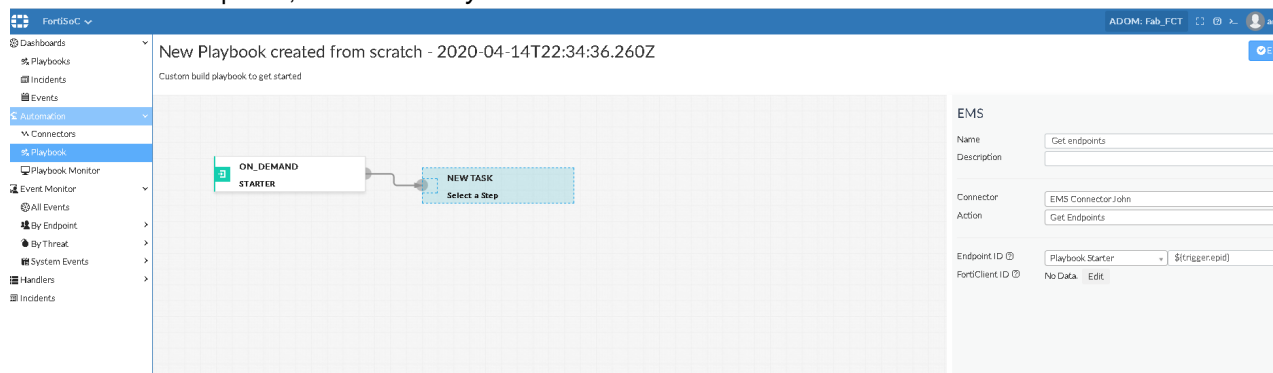 FortiSoC
ADOM: Fab_FCT
Dashboards
Playbooks
Incidents
Events
Automation
Connectors
Playbook
Playbook Monitor
Event Monitor
All Events
By Endpoint
By Threat
System Events
Handlers
Incidents
New Playbook created from scratch - 2020-04-14T22:34:36.260Z
Custom build playbook to get started
ON_DEMAND
STARTER
NEW TASK
Select a Step
EMS
Name Get endpoints
Description
Connector EMS Connector John
Action Get Endpoints
Endpoint ID Playbook Starter ${trigger.epid}
FortiClient ID No Data. Edit